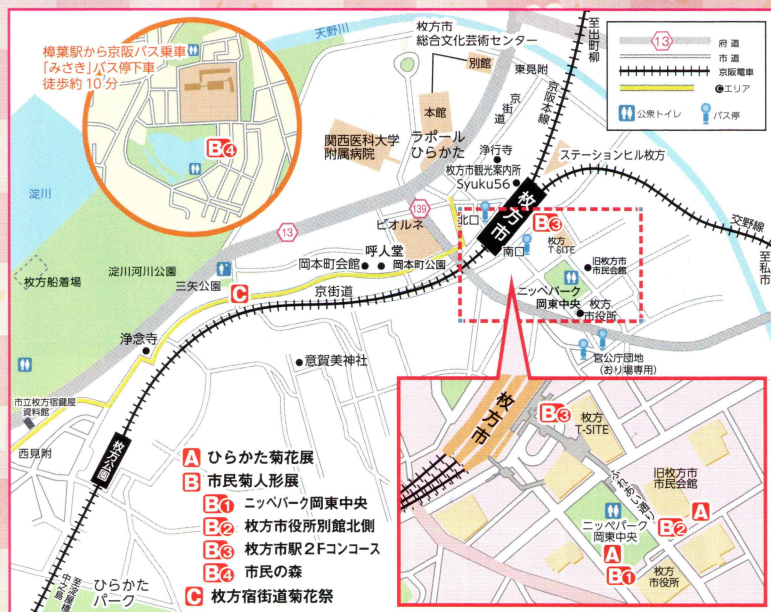 樟葉駅から京阪バス乗車
「みさき」バス停下車
徒歩約10分
B4
天野川
枚方市
総合文化芸術センター
別館
本館
東見附
京街道
京阪本線
至出町柳
13
府道
市道
京阪電車
Cエリア
公衆トイレ
バス停
関西医科大学
附属病院
ラポール
ひらかた
浄行寺
枚方市観光案内所
Syuku56
ステーションヒル枚方
淀川
13
139
ビオルネ
北口
枚方市
B3
南口
枚方
T-SITE
旧枚方市
市民会館
交野線
至私市
枚方船着場
淀川河川公園
三矢公園
呼人堂
岡本町会館
岡本町公園
C
京街道
ニッペパーク
岡東中央
枚方
市役所
官公庁団地
(おり場専用)
浄念寺
意賀美神社
市立枚方宿鍵屋
資料館
西見附
枚方公園
至淀屋橋
中之島
ひらかた
パーク
A ひらかた菊花展
B 市民菊人形展
B1 ニッペパーク岡東中央
B2 枚方市役所別館北側
B3 枚方市駅2Fコンコース
B4 市民の森
C 枚方宿街道菊花祭
枚方市
B3
枚方
T-SITE
ふれあい通り
旧枚方市
市民会館
A
B2
ニッペパーク
岡東中央
A
B1
枚方
市役所